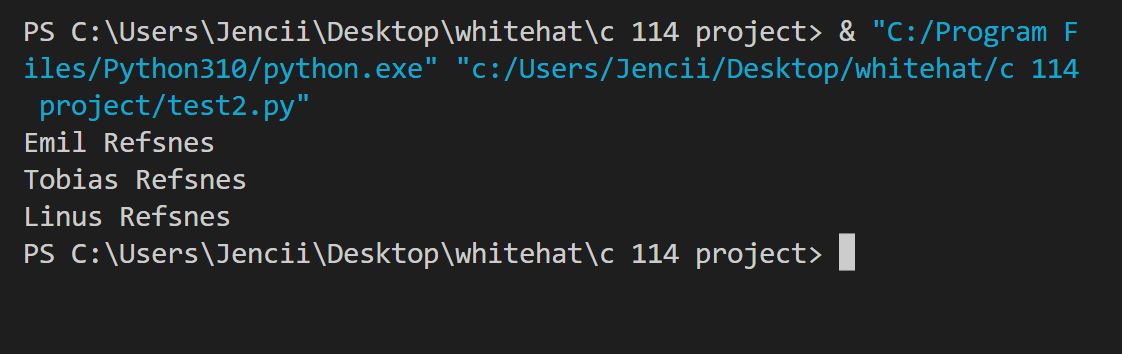 PS C:\Users\Jencii\Desktop\whitehat\c 114 project> & "C:/Program F
iles/Python310/python.exe" "c:/Users/Jencii/Desktop/whitehat/c 114
 project/test2.py"
Emil Refsnes
Tobias Refsnes
Linus Refsnes
PS C:\Users\Jencii\Desktop\whitehat\c 114 project>